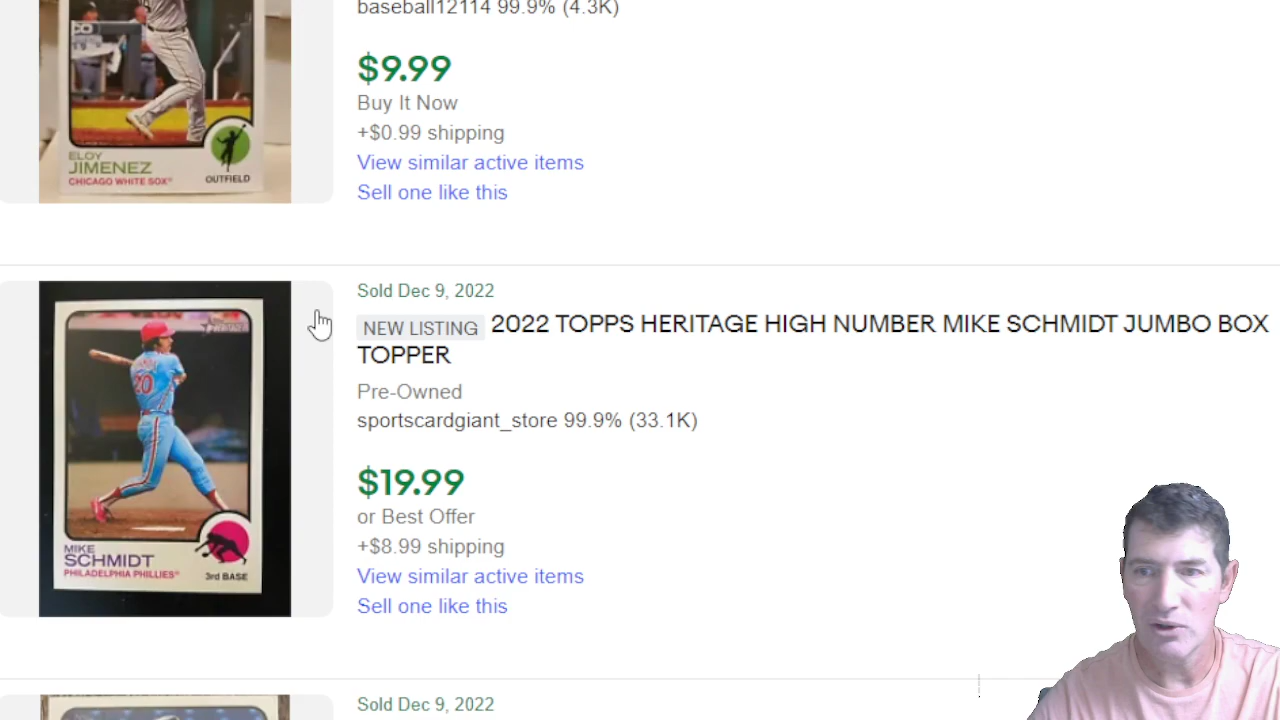 baseball12114 99.9% (4.3K)
$9.99
Buy It Now
+$0.99 shipping
View similar active items
Sell one like this
ELOY
JIMENEZ
CHICAGO WHITE SOX
OUTFIELD
Sold Dec 9, 2022
NEW LISTING 2022 TOPPS HERITAGE HIGH NUMBER MIKE SCHMIDT JUMBO BOX
TOPPER
Pre-Owned
sportscardgiant_store 99.9% (33.1K)
$19.99
or Best Offer
+$8.99 shipping
View similar active items
Sell one like this
20
MIKE
SCHMIDT
PHILADELPHIA PHILLIES
3rd BASE
Sold Dec 9, 2022